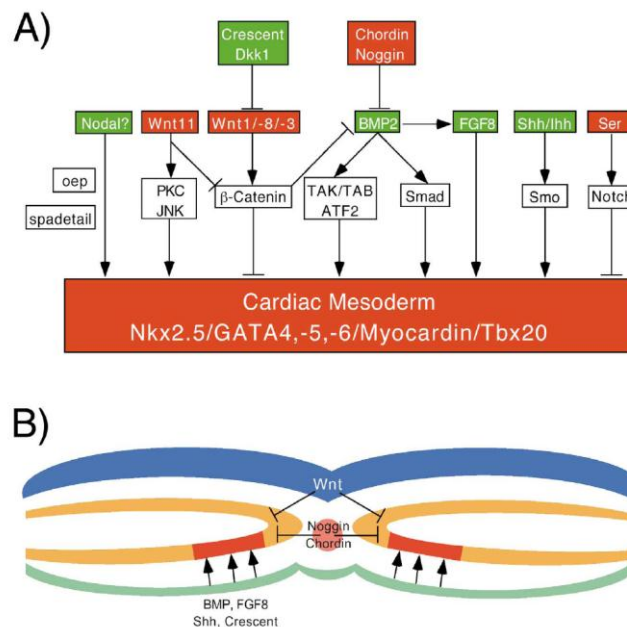 A)
Crescent
Dkk1
Chordin
Noggin
Nodal?
Wnt11
Wnt1/-8/-3
BMP2
FGF8
Shh/Ihh
Ser
oep
spadetail
PKC
JNK
β-Catenin
TAK/TAB
ATF2
Smad
Smo
Notch
Cardiac Mesoderm
Nkx2.5/GATA4,-5,-6/Myocardin/Tbx20
B)
Wnt
Noggin
Chordin
BMP, FGF8
Shh, Crescent